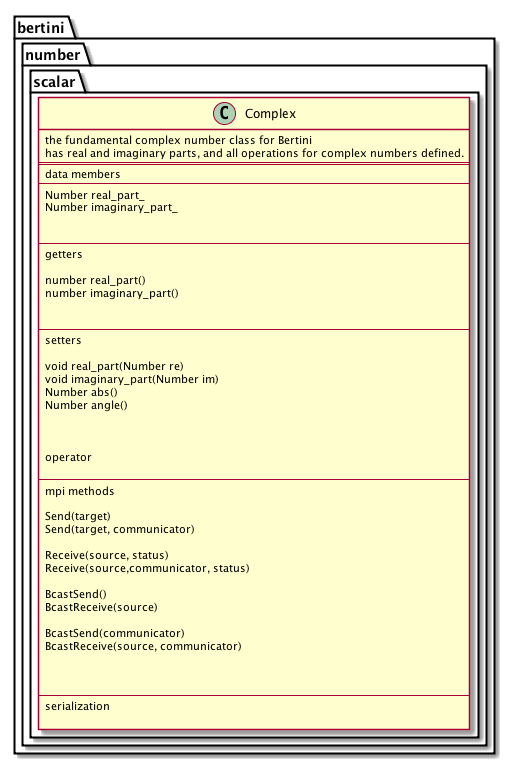 bertini
number
scalar
C Complex
the fundamental complex number class for Bertini
has real and imaginary parts, and all operations for complex numbers defined.
data members
Number real_part_
Number imaginary_part_
getters
number real_part()
number imaginary_part()
setters
void real_part(Number re)
void imaginary_part(Number im)
Number abs()
Number angle()
operator
mpi methods
Send(target)
Send(target, communicator)
Receive(source, status)
Receive(source,communicator, status)
BcastSend()
BcastReceive(source)
BcastSend(communicator)
BcastReceive(source, communicator)
serialization